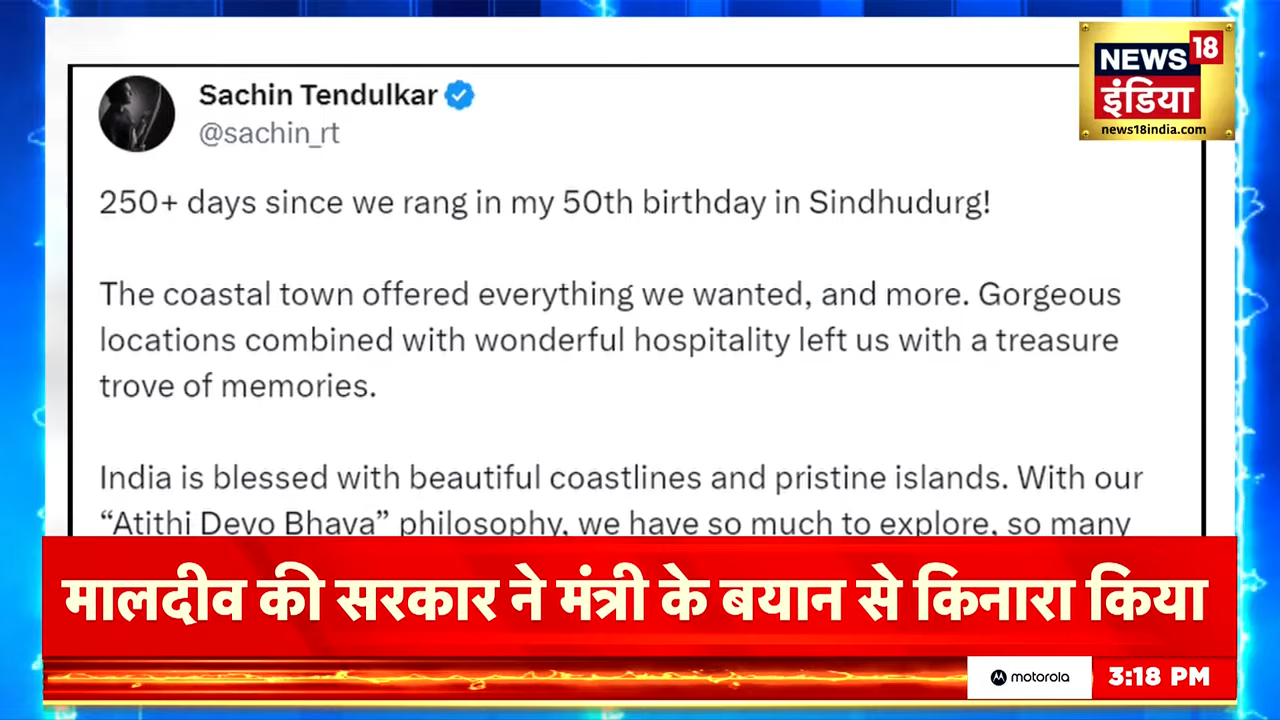 Sachin Tendulkar
@sachin_rt
NEWS 18
इंडिया
news18india.com
250+ days since we rang in my 50th birthday in Sindhudurg!
The coastal town offered everything we wanted, and more. Gorgeous
locations combined with wonderful hospitality left us with a treasure
trove of memories.
India is blessed with beautiful coastlines and pristine islands. With our
“Atithi Devo Bhava” philosophy, we have so much to explore, so many
मालदीव की सरकार ने मंत्री के बयान से किनारा किया
motorola
3:18 PM